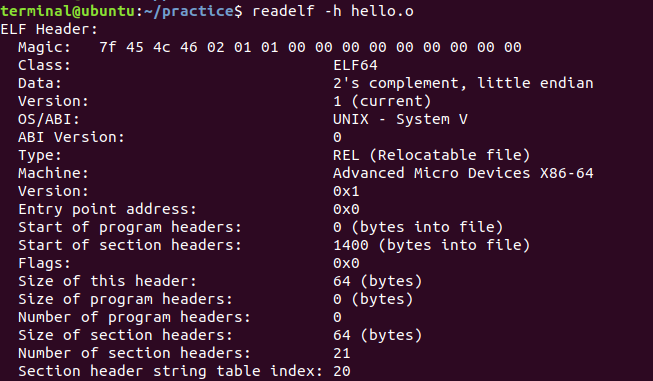 terminal@ubuntu:~/practice$ readelf -h hello.o
ELF Header:
  Magic:   7f 45 4c 46 02 01 01 00 00 00 00 00 00 00 00 00
  Class:                             ELF64
  Data:                              2's complement, little endian
  Version:                           1 (current)
  OS/ABI:                            UNIX - System V
  ABI Version:                       0
  Type:                              REL (Relocatable file)
  Machine:                           Advanced Micro Devices X86-64
  Version:                           0x1
  Entry point address:               0x0
  Start of program headers:          0 (bytes into file)
  Start of section headers:          1400 (bytes into file)
  Flags:                             0x0
  Size of this header:               64 (bytes)
  Size of program headers:           0 (bytes)
  Number of program headers:         0
  Size of section headers:           64 (bytes)
  Number of section headers:         21
  Section header string table index: 20